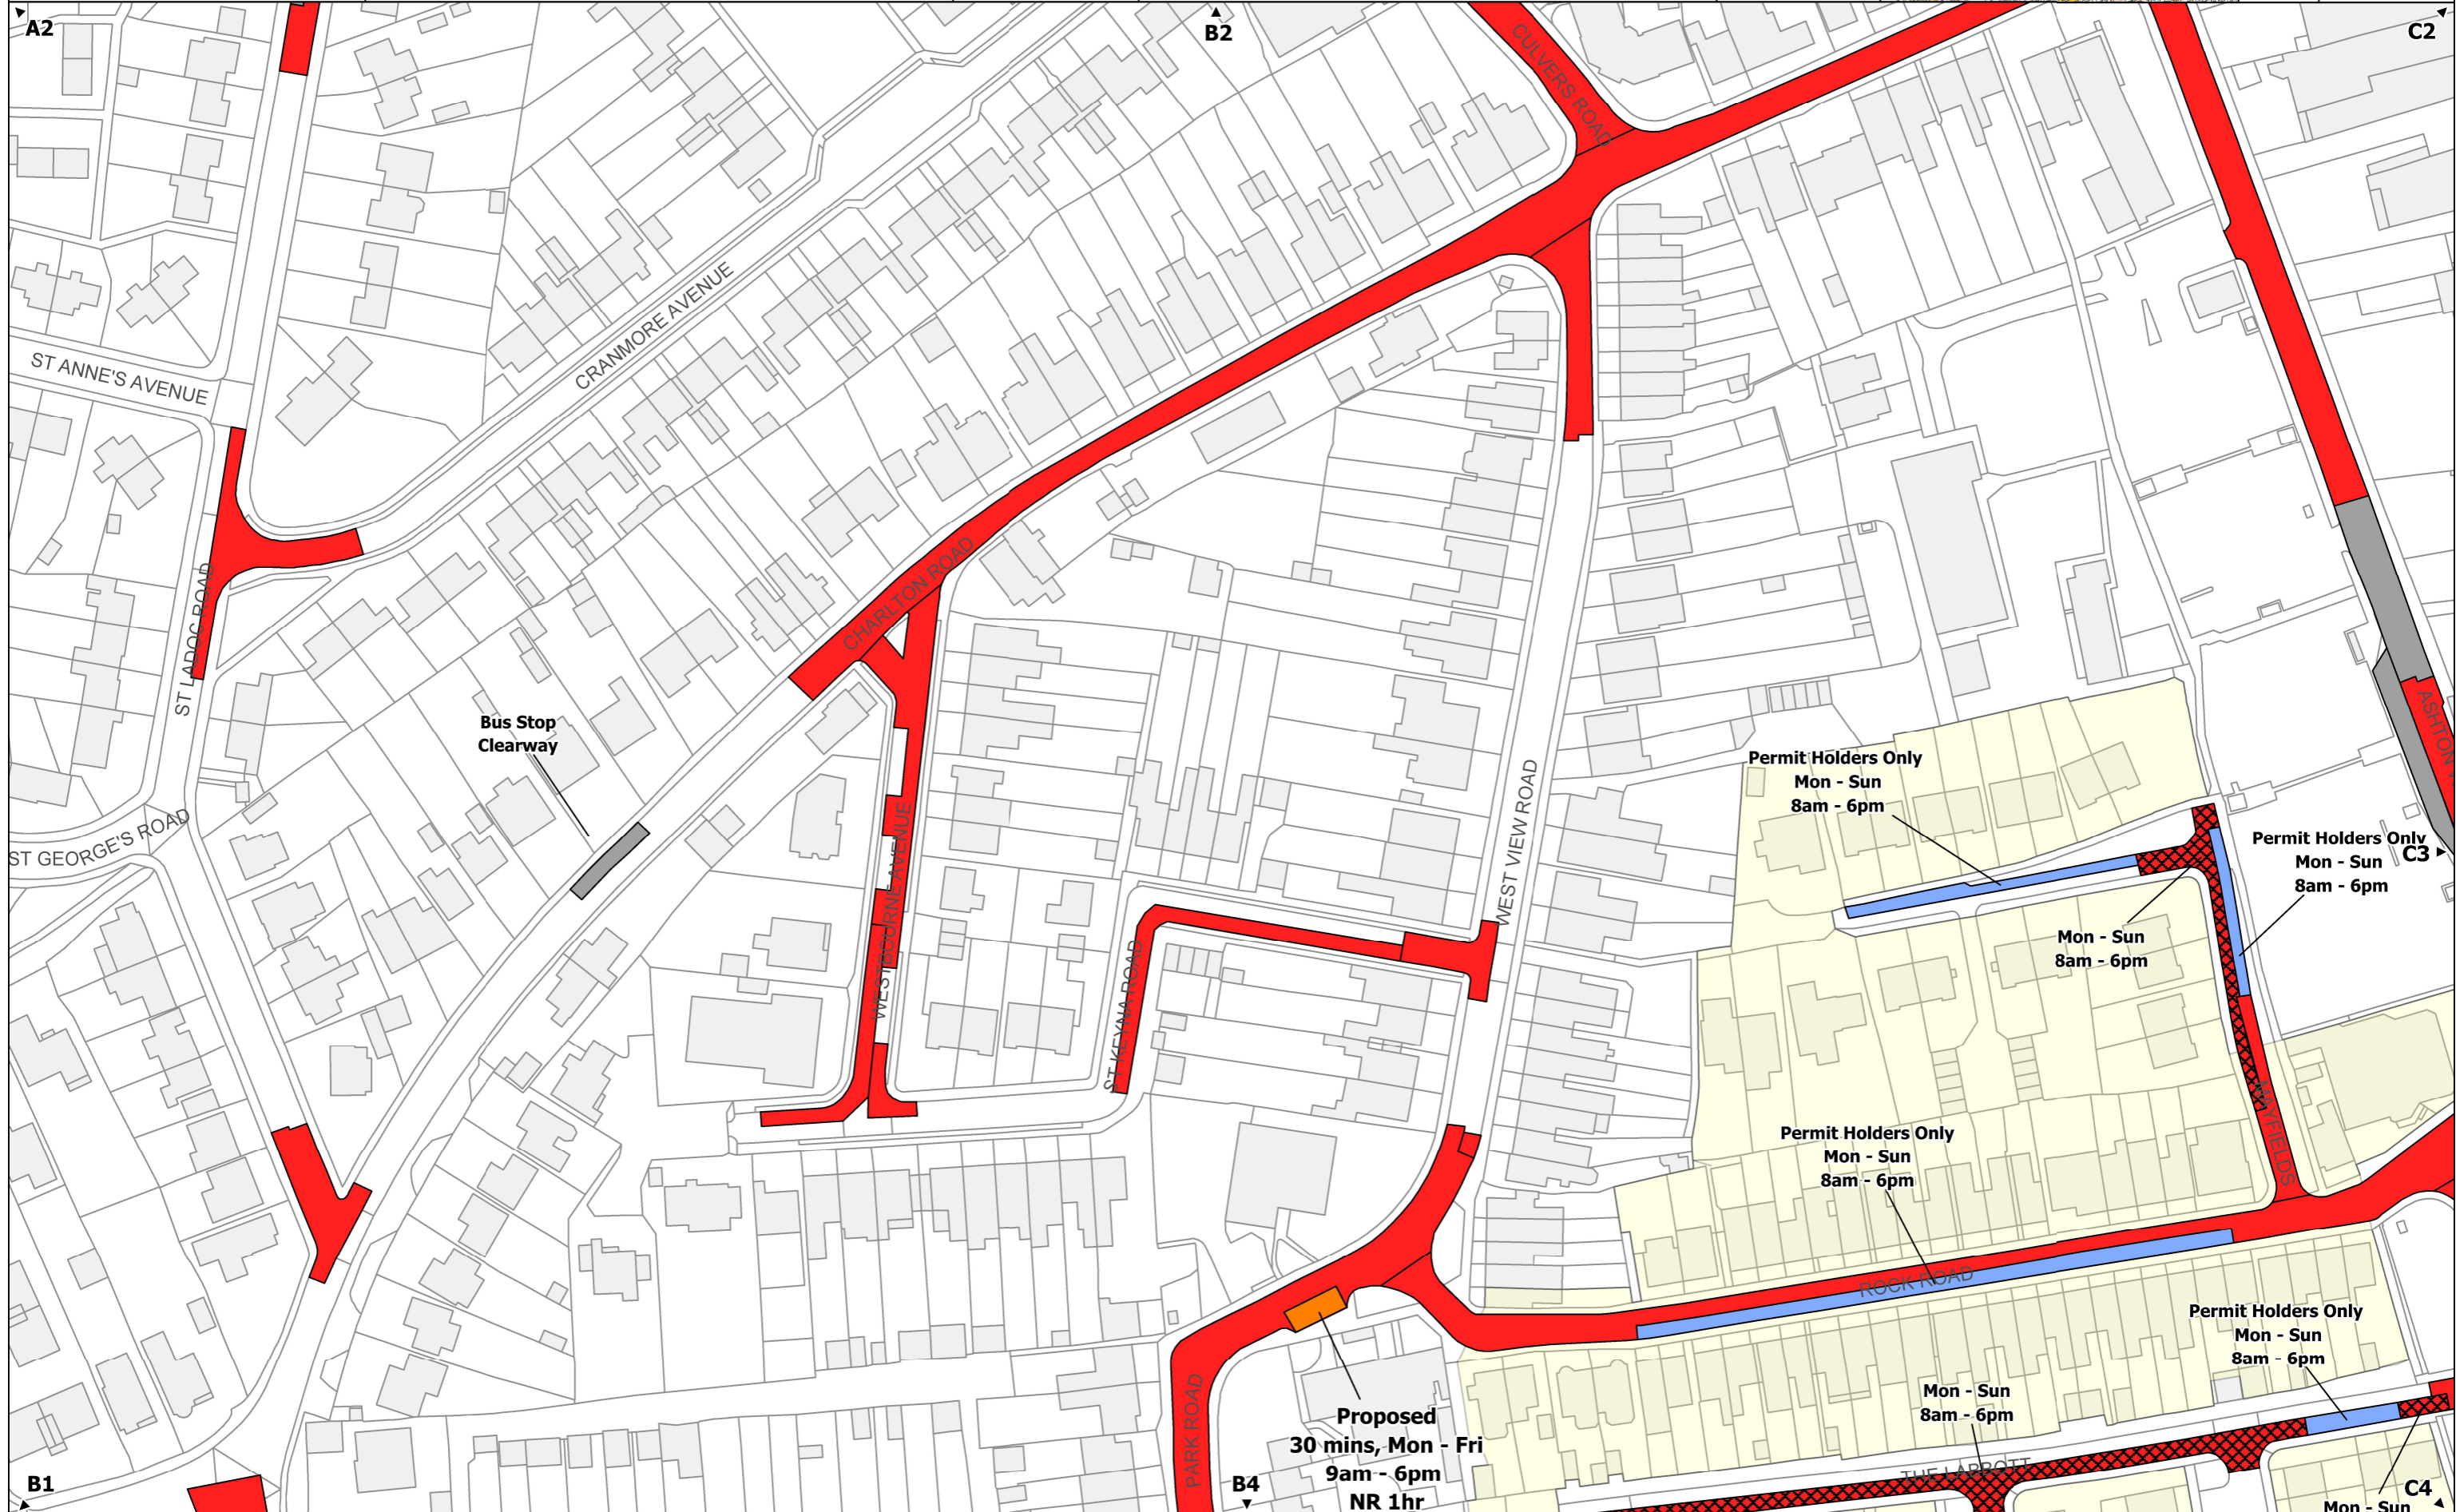 A2
B2
C2
CULVERS ROAD
ST ANNE'S AVENUE
CRANMORE AVENUE
ST LADOC ROAD
CHARLTON ROAD
Bus Stop
Clearway
ST GEORGE'S ROAD
WESTBOURNE AVENUE
WEST VIEW ROAD
ASHTON
Permit Holders Only
Mon - Sun
8am - 6pm
Permit Holders Only
Mon - Sun
8am - 6pm
C3
Mon - Sun
8am - 6pm
ST KEYNA ROAD
MAYFIELDS
Permit Holders Only
Mon - Sun
8am - 6pm
ROCK ROAD
Permit Holders Only
Mon - Sun
8am - 6pm
Mon - Sun
8am - 6pm
PARK ROAD
Proposed
30 mins, Mon - Fri
9am - 6pm
NR 1hr
THE LABBOTT
B1
B4
C4
Mon - Sun